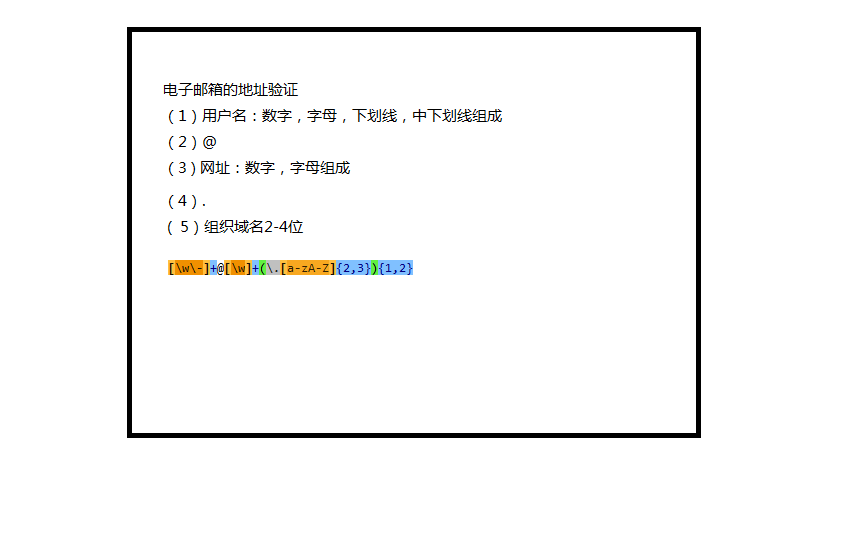 电子邮箱的地址验证
（1）用户名：数字，字母，下划线，中下划线组成
（2）@
（3）网址：数字，字母组成
（4）.
（ 5）组织域名2-4位
[\w\-]+@[\w]+(\.[a-zA-Z]{2,3}){1,2}